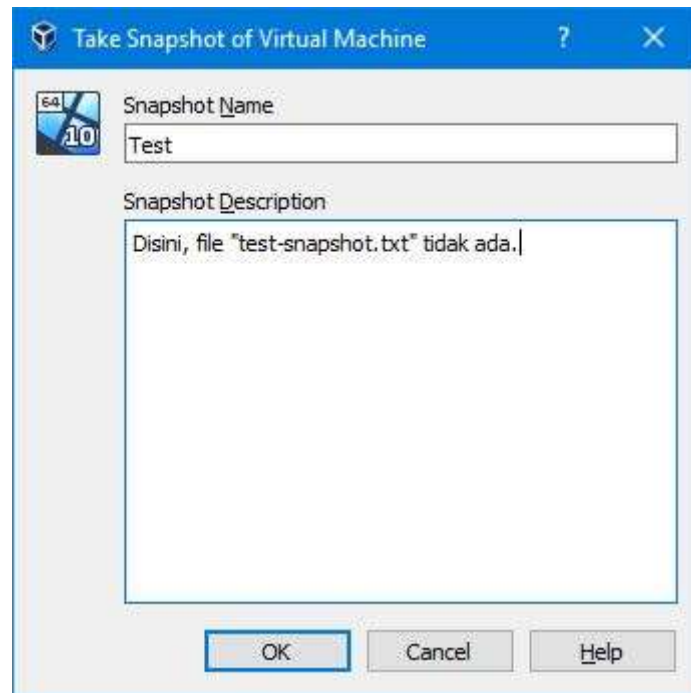 Take Snapshot of Virtual Machine
?
64
10
Snapshot Name
Test
Snapshot Description
Disini, file "test-snapshot.txt" tidak ada.
OK
Cancel
Help